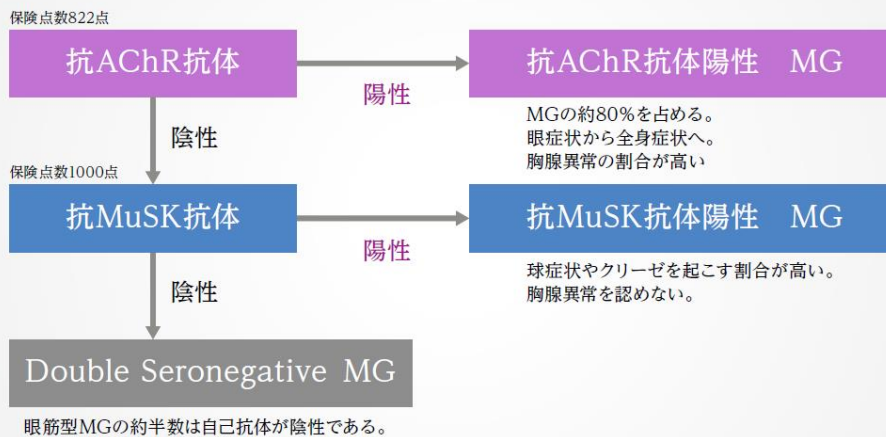 保険点数822点
抗AChR抗体
陽性
抗AChR抗体陽性　MG
MGの約80%を占める。
眼症状から全身症状へ。
胸腺異常の割合が高い
陰性
保険点数1000点
抗MuSK抗体
陽性
抗MuSK抗体陽性　MG
球症状やクリーゼを起こす割合が高い。
胸腺異常を認めない。
陰性
Double Seronegative MG
眼筋型MGの約半数は自己抗体が陰性である。